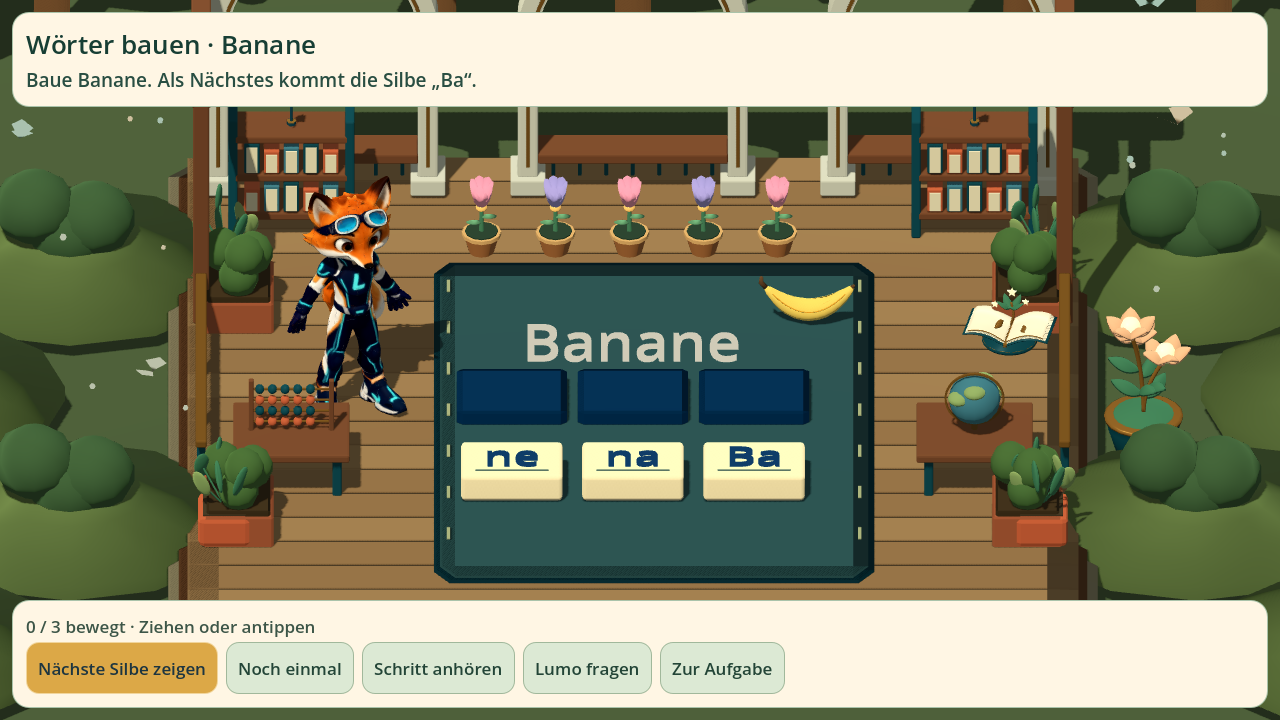 Wörter bauen · Banane
Baue Banane. Als Nächstes kommt die Silbe „Ba“.
L
Banane
ne na Ba
0 / 3 bewegt · Ziehen oder antippen
Nächste Silbe zeigen Noch einmal Schritt anhören Lumo fragen Zur Aufgabe